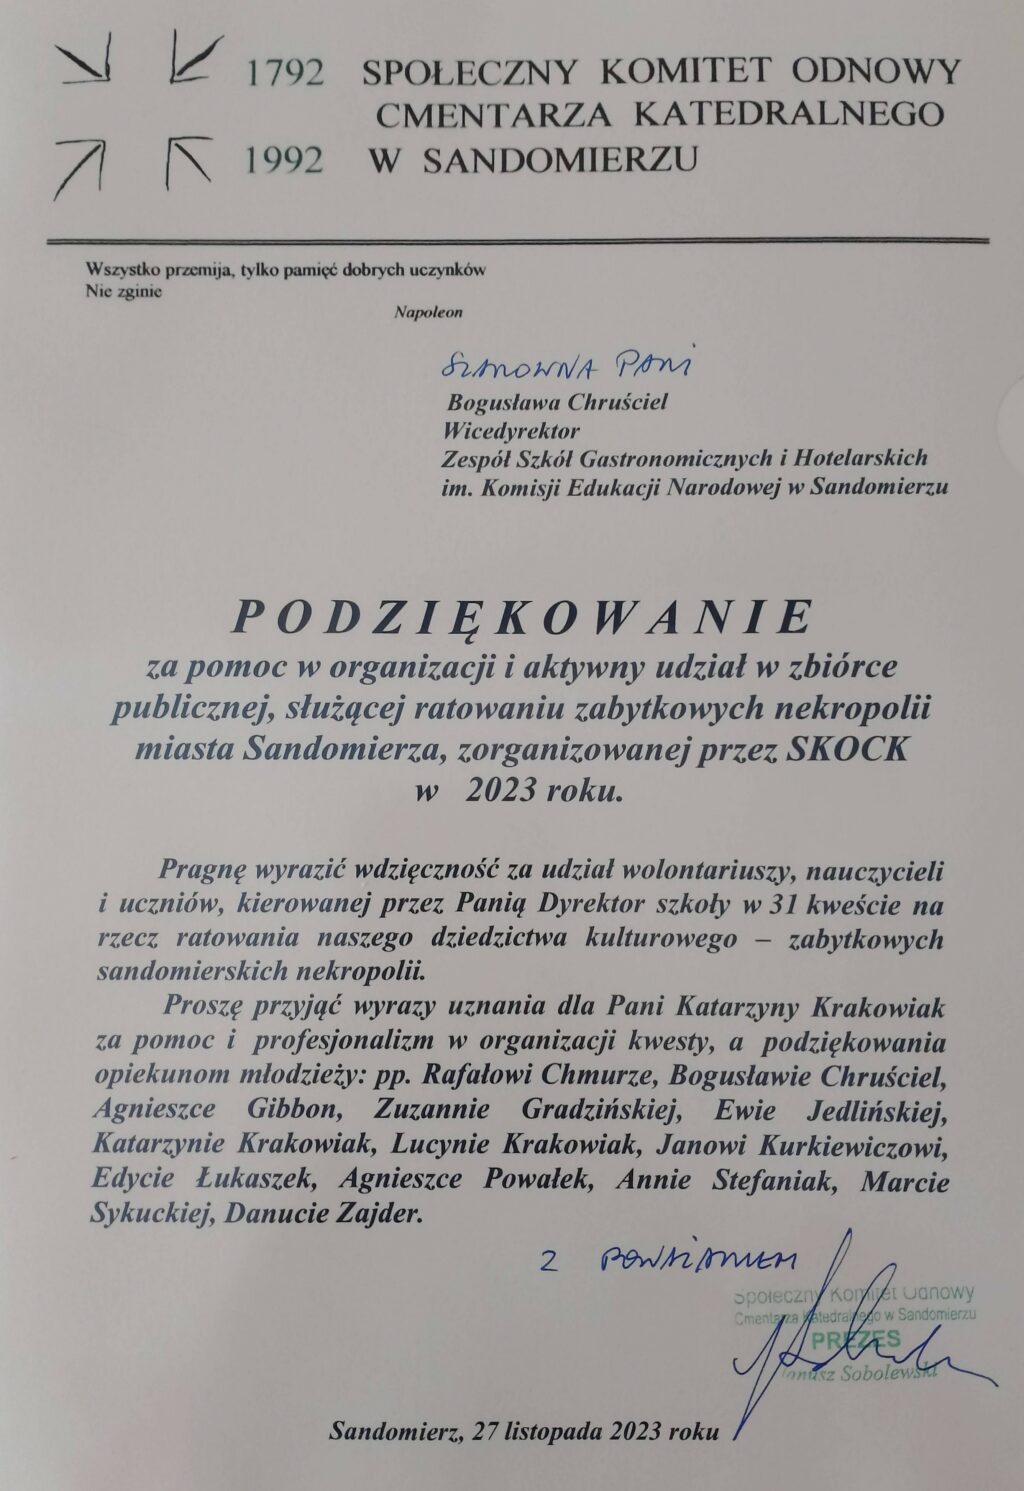 1792 SPOŁECZNY KOMITET ODNOWY
CMENTARZA KATEDRALNEGO
1992 W SANDOMIERZU
Wszystko przemija, tylko pamięć dobrych uczynków
Nie zginie
Napoleon
SZANOWNA PANI
Bogusława Chruściel
Wicedyrektor
Zespół Szkół Gastronomicznych i Hotelarskich
im. Komisji Edukacji Narodowej w Sandomierzu
PODZIĘKOWANIE
za pomoc w organizacji i aktywny udział w zbiórce
publicznej, służącej ratowaniu zabytkowych nekropolii
miasta Sandomierza, zorganizowanej przez SKOCK
w 2023 roku.
Pragnę wyrazić wdzięczność za udział wolontariuszy, nauczycieli
i uczniów, kierowanej przez Panią Dyrektor szkoły w 31 kweście na
rzecz ratowania naszego dziedzictwa kulturowego – zabytkowych
sandomierskich nekropolii.
Proszę przyjąć wyrazy uznania dla Pani Katarzyny Krakowiak
za pomoc i profesjonalizm w organizacji kwesty, a podziękowania
opiekunom młodzieży: pp. Rafałowi Chmurze, Bogusławie Chruściel,
Agnieszce Gibbon, Zuzannie Gradzińskiej, Ewie Jedlińskiej,
Katarzynie Krakowiak, Lucynie Krakowiak, Janowi Kurkiewiczowi,
Edycie Łukaszek, Agnieszce Powałek, Annie Stefaniak, Marcie
Sykuckiej, Danucie Zajder.
Z POWAŻANIEM
Społeczny Komitet Odnowy
Cmentarza Katedralnego w Sandomierzu
PREZES
Janusz Sobolewski
Sandomierz, 27 listopada 2023 roku